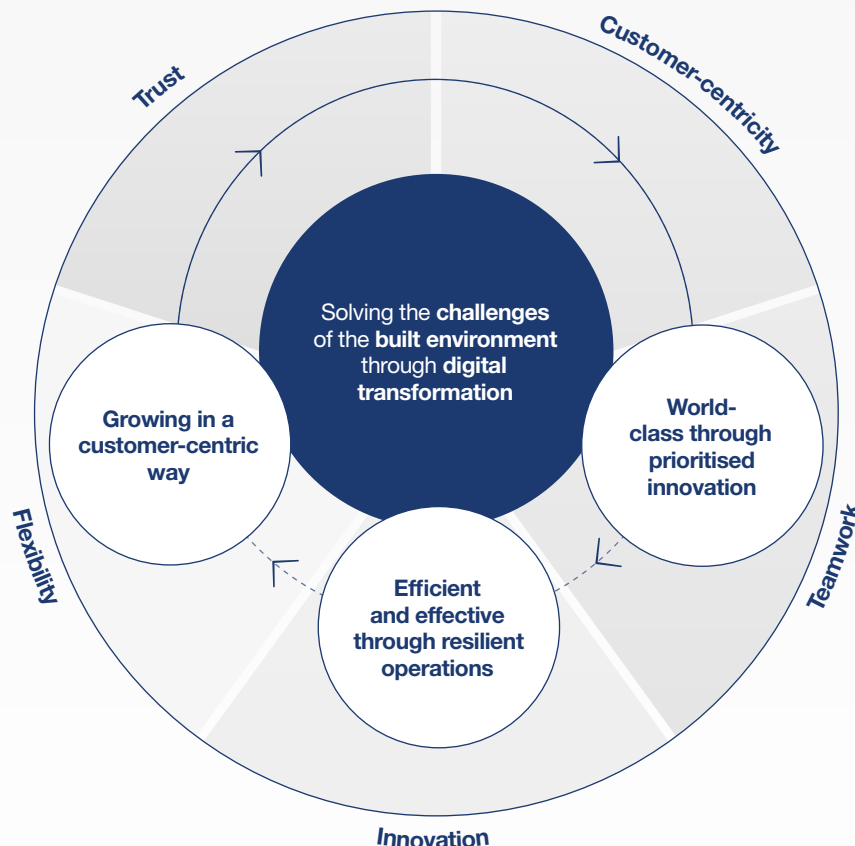 Trust
Customer-centricity
Solving the challenges
of the built environment
through digital
transformation
Growing in a
customer-centric
way
World-
class through
prioritised
innovation
Flexibility
Teamwork
Efficient
and effective
through resilient
operations
Innovation